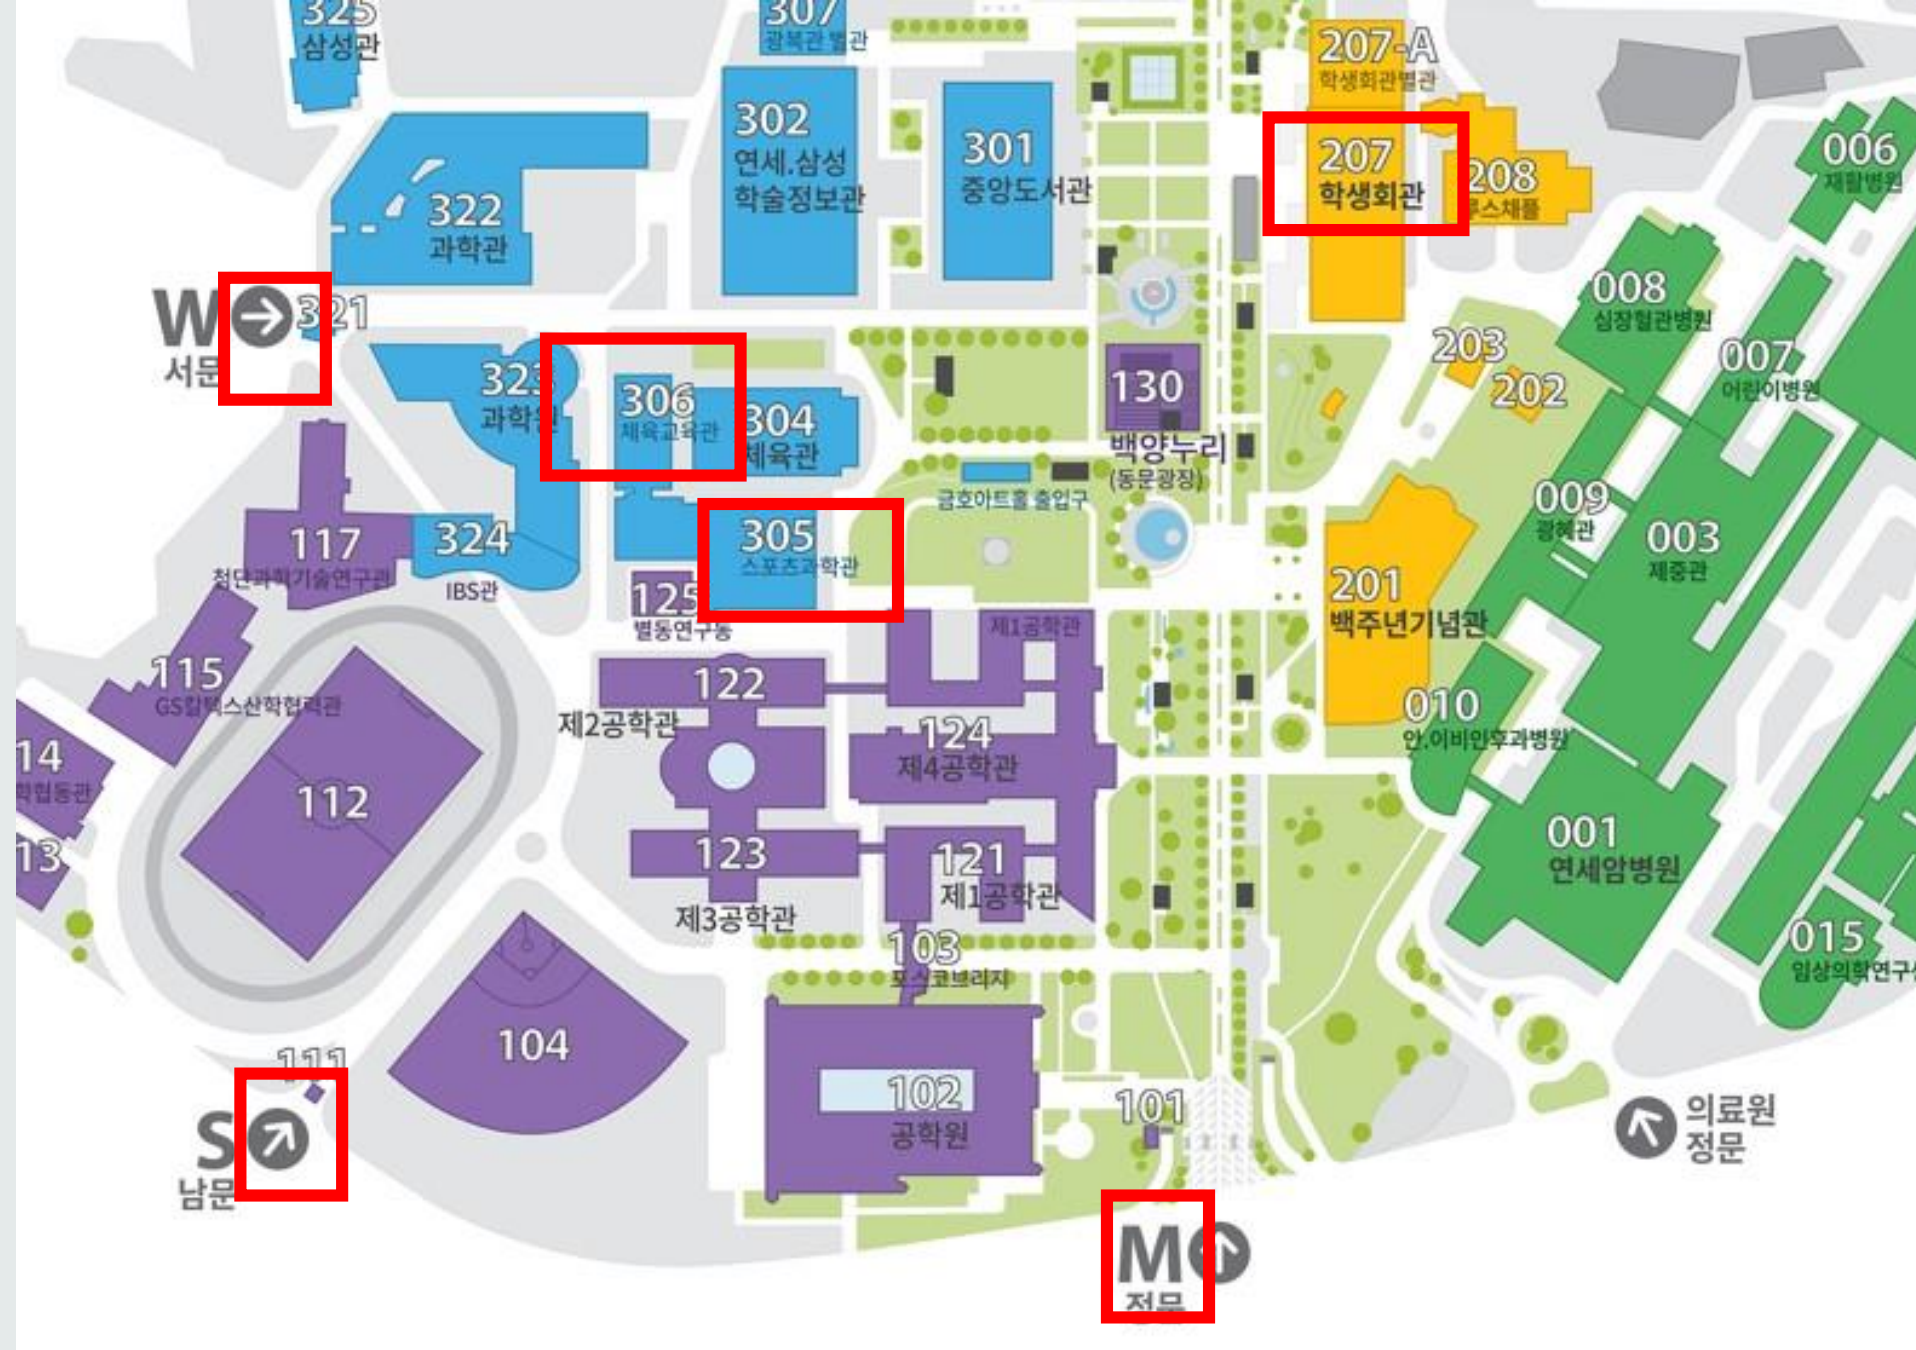 325
삼성관
307
광복관 별관
207-A
학생회관별관
302
연세.삼성
학술정보관
301
중앙도서관
207
학생회관
208
루스채플
006
재활병원
322
과학관
W
서문
321
008
심장혈관병원
007
어린이병원
323
과학원
306
체육교육관
304
체육관
130
백양누리
(동문광장)
203
202
금호아트홀 출입구
009
광혜관
003
제중관
117
첨단과학기술연구관
324
IBS관
305
스포츠과학관
125
별동연구동
제1공학관
201
백주년기념관
115
GS칼텍스산학협력관
122
제2공학관
124
제4공학관
010
안.이비인후과병원
14
학협동관
112
13
123
제3공학관
121
제1공학관
001
연세암병원
103
포스코브리지
015
임상의학연구
104
111
S
남문
102
공학원
101
의료원
정문
M
정문